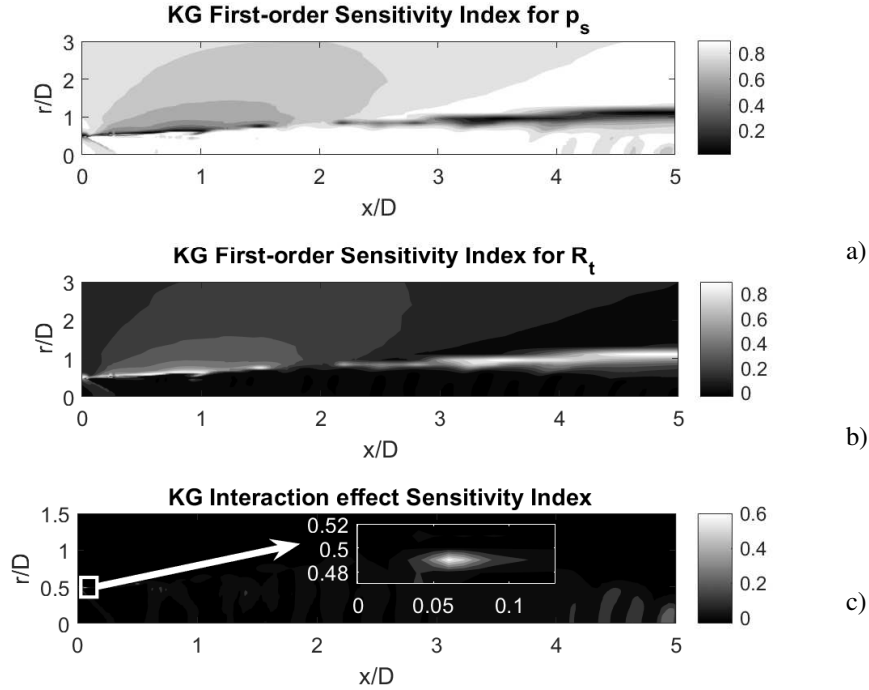 KG First-order Sensitivity Index for p_s
3
2
1
0
r/D
0 1 2 3 4 5
x/D
0.8
0.6
0.4
0.2
a)
KG First-order Sensitivity Index for R_t
3
2
1
0
r/D
0 1 2 3 4 5
x/D
0.8
0.6
0.4
0.2
0
b)
KG Interaction effect Sensitivity Index
1.5
1
0.5
0
r/D
0.52
0.5
0.48
0 0.05 0.1
0 1 2 3 4 5
x/D
0.6
0.4
0.2
0
c)